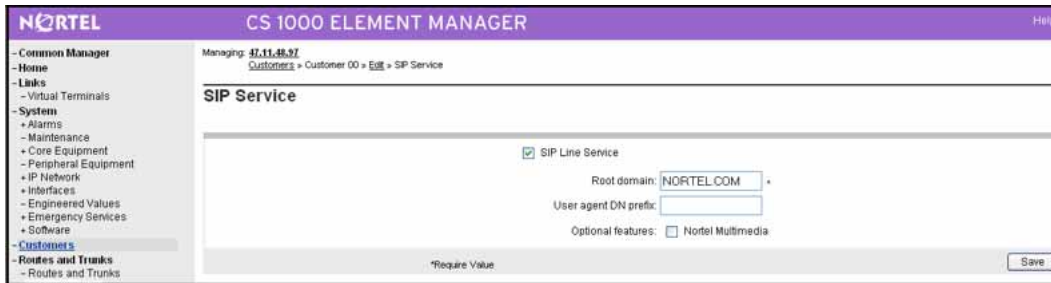 NORTEL
CS 1000 ELEMENT MANAGER
Help
- Common Manager
- Home
- Links
- Virtual Terminals
- System
+ Alarms
- Maintenance
+ Core Equipment
- Peripheral Equipment
+ IP Network
+ Interfaces
- Engineered Values
+ Emergency Services
+ Software
- Customers
- Routes and Trunks
- Routes and Trunks
Managing: 47.11.48.97
Customers » Customer 00 » Edit » SIP Service
SIP Service
SIP Line Service
Root domain: NORTEL.COM *
User agent DN prefix:
Optional features: Nortel Multimedia
*Require Value
Save